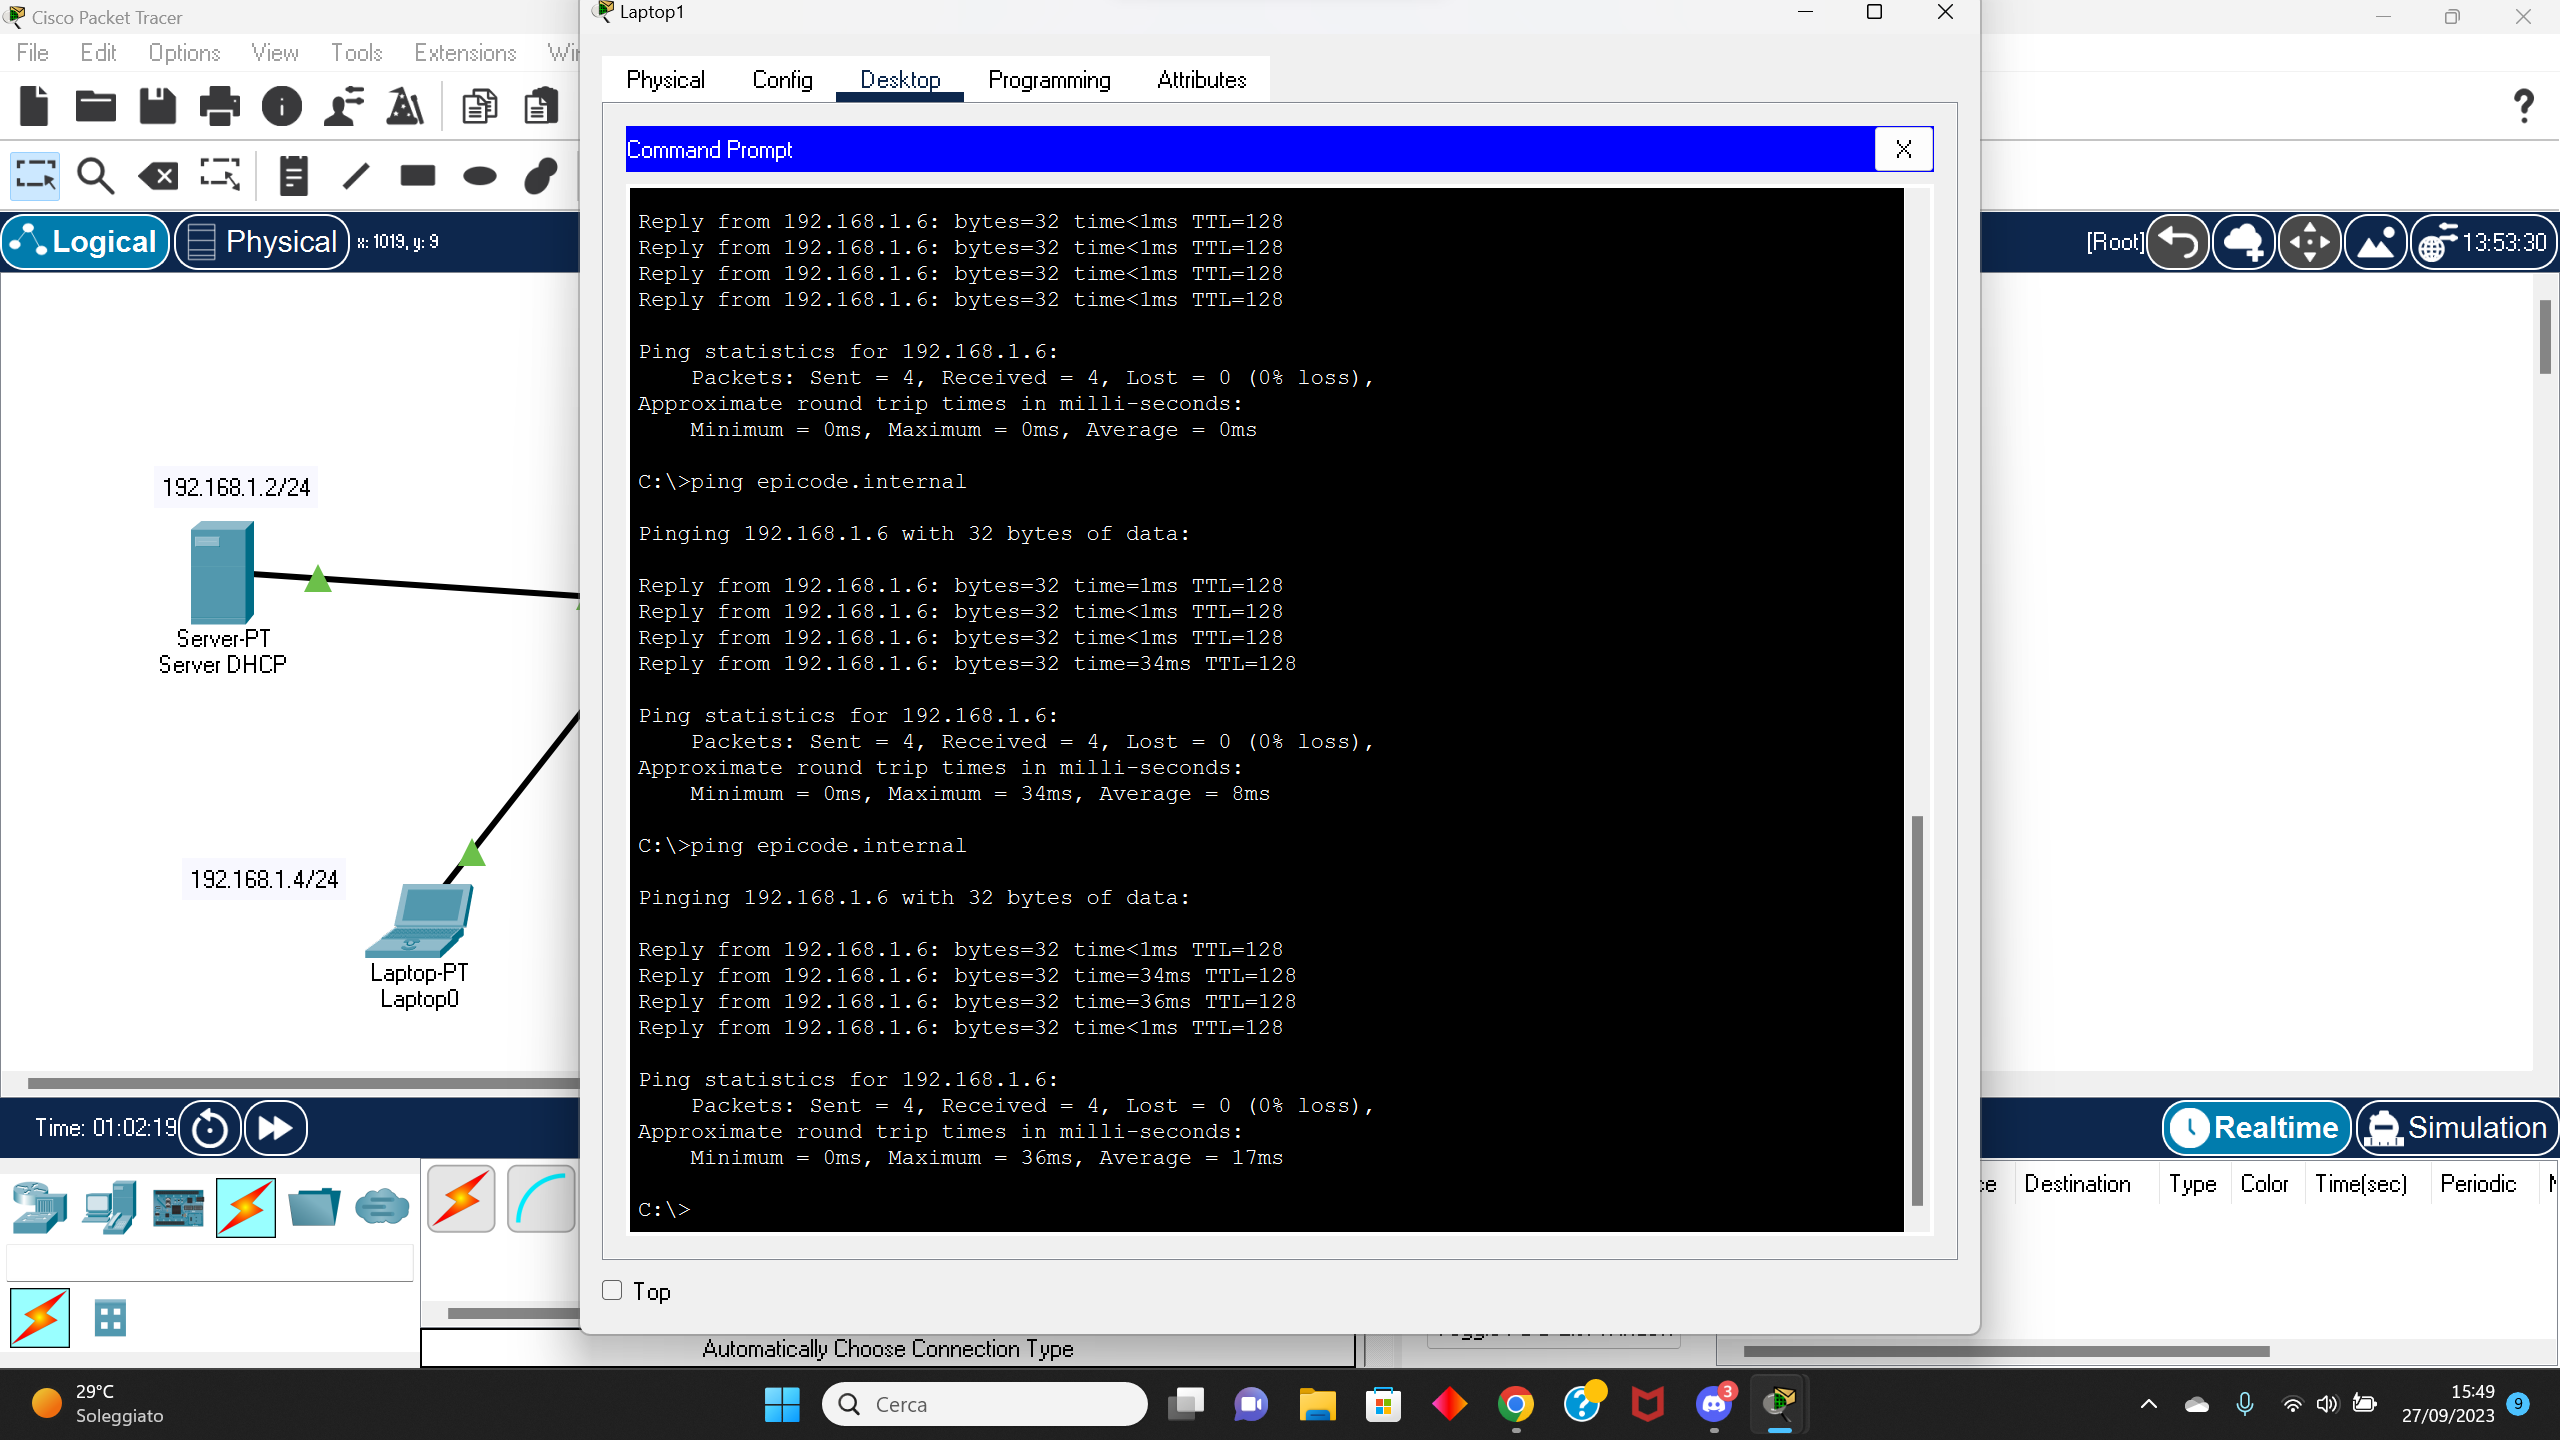 Cisco Packet Tracer
File Edit Options View Tools Extensions Wi
Logical Physical x: 1019, y: 9
192.168.1.2/24
Server-PT
Server DHCP
192.168.1.4/24
Laptop-PT
Laptop0
Time: 01:02:19
Laptop1
Physical Config Desktop Programming Attributes
Command Prompt X
Reply from 192.168.1.6: bytes=32 time<1ms TTL=128
Reply from 192.168.1.6: bytes=32 time<1ms TTL=128
Reply from 192.168.1.6: bytes=32 time<1ms TTL=128
Reply from 192.168.1.6: bytes=32 time<1ms TTL=128
Ping statistics for 192.168.1.6:
Packets: Sent = 4, Received = 4, Lost = 0 (0% loss),
Approximate round trip times in milli-seconds:
Minimum = 0ms, Maximum = 0ms, Average = 0ms
C:\>ping epicode.internal
Pinging 192.168.1.6 with 32 bytes of data:
Reply from 192.168.1.6: bytes=32 time=1ms TTL=128
Reply from 192.168.1.6: bytes=32 time<1ms TTL=128
Reply from 192.168.1.6: bytes=32 time<1ms TTL=128
Reply from 192.168.1.6: bytes=32 time=34ms TTL=128
Ping statistics for 192.168.1.6:
Packets: Sent = 4, Received = 4, Lost = 0 (0% loss),
Approximate round trip times in milli-seconds:
Minimum = 0ms, Maximum = 34ms, Average = 8ms
C:\>ping epicode.internal
Pinging 192.168.1.6 with 32 bytes of data:
Reply from 192.168.1.6: bytes=32 time<1ms TTL=128
Reply from 192.168.1.6: bytes=32 time=34ms TTL=128
Reply from 192.168.1.6: bytes=32 time=36ms TTL=128
Reply from 192.168.1.6: bytes=32 time<1ms TTL=128
Ping statistics for 192.168.1.6:
Packets: Sent = 4, Received = 4, Lost = 0 (0% loss),
Approximate round trip times in milli-seconds:
Minimum = 0ms, Maximum = 36ms, Average = 17ms
C:\>
Top
Automatically Choose Connection Type
[Root] 13:53:30
Realtime Simulation
Destination Type Color Time(sec) Periodic
29°C
Soleggiato
Cerca
3
15:49
27/09/2023
9